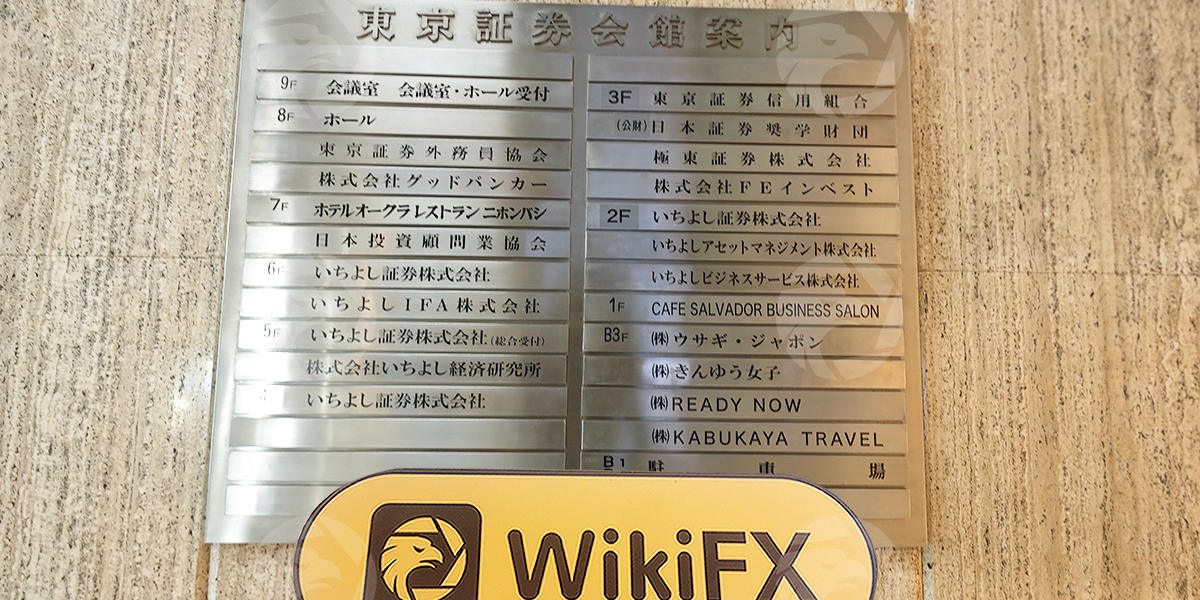 東京証券会館案内
9F 会議室 会議室・ホール受付
8F ホール
東京証券外務員協会
株式会社グッドバンカー
7F ホテルオークラレストラン ニホンバシ
日本投資顧問業協会
6F いちよし証券株式会社
いちよしIFA株式会社
5F いちよし証券株式会社(総合受付)
株式会社いちよし経済研究所
4F いちよし証券株式会社
3F 東京証券信用組合
(公財)日本証券奨学財団
極東証券株式会社
株式会社FEインベスト
2F いちよし証券株式会社
いちよしアセットマネジメント株式会社
いちよしビジネスサービス株式会社
1F CAFE SALVADOR BUSINESS SALON
B3F ㈱ウサギ・ジャポン
㈱きんゆう女子
㈱READY NOW
㈱KABUKAYA TRAVEL
B1 駐車場
WikiFX